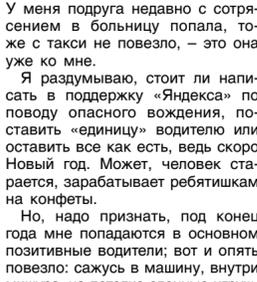 У меня подруга недавно с сотря-
сением в больницу попала, то-
же с такси не повезло, – это она
уже ко мне.
Я раздумываю, стоит ли напи-
сать в поддержку «Яндекса» по
поводу опасного вождения, по-
ставить «единицу» водителю или
оставить все как есть, ведь скоро
Новый год. Может, человек ста-
рается, зарабатывает ребятишкам
на конфеты.
Но, надо признать, под конец
года мне попадаются в основном
позитивные водители; вот и опять
повезло: сажусь в машину, внутри